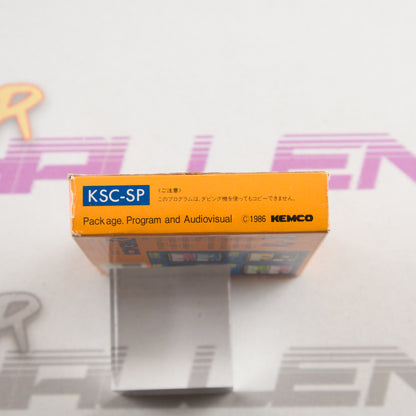 KSC-SP
〈ご注意〉
このプログラムは、ダビング機を使ってもコピーできません。
Package. Program and Audiovisual ©1986 KEMCO